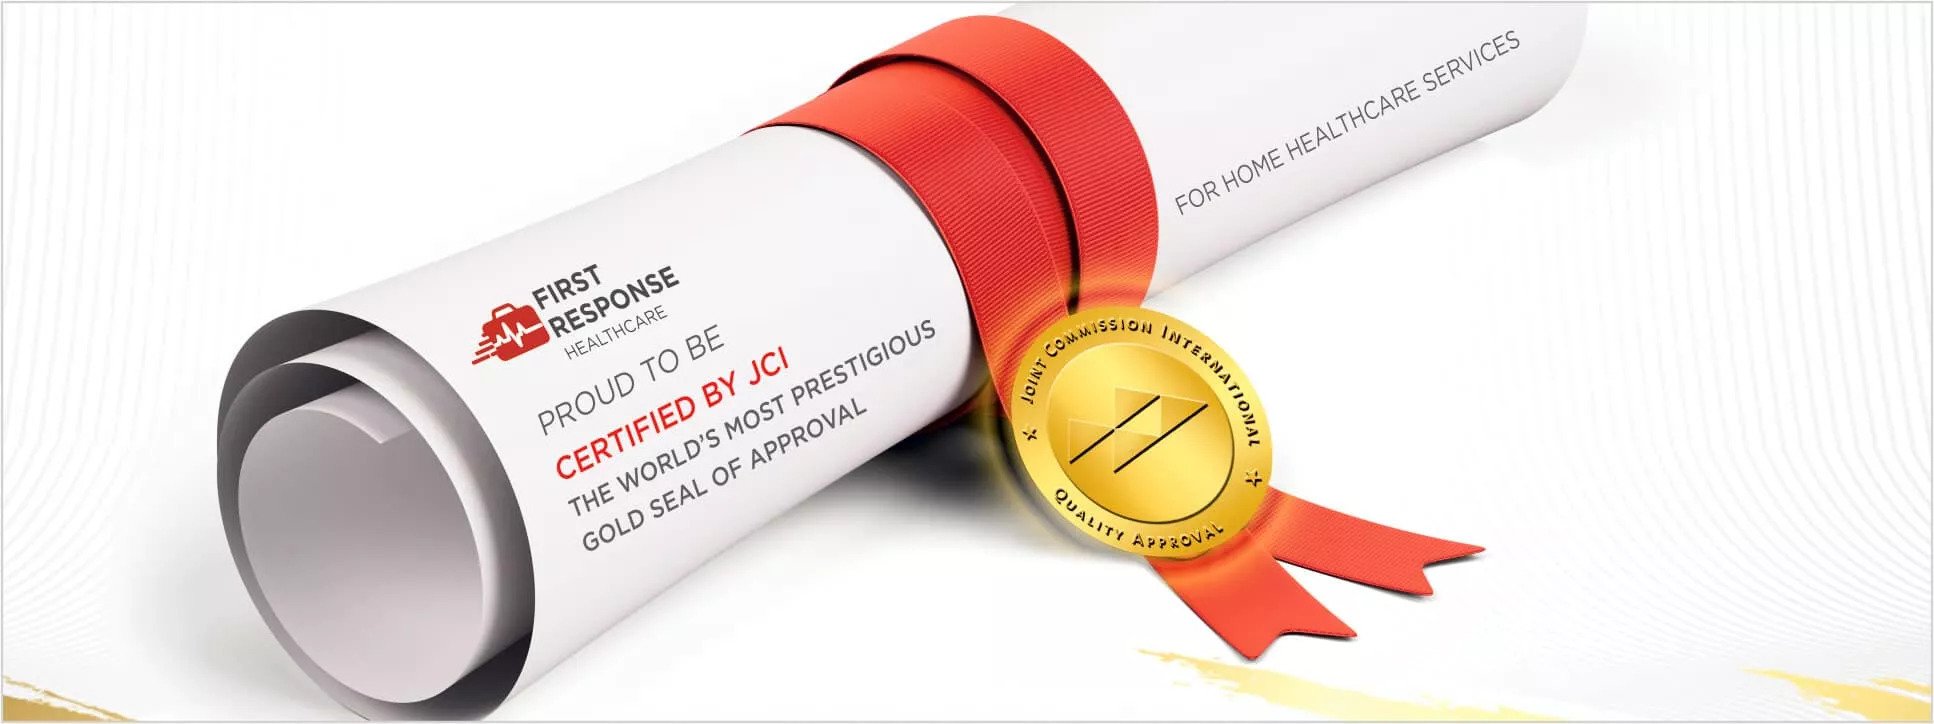 FIRST
RESPONSE
HEALTHCARE
PROUD TO BE
CERTIFIED BY JCI
THE WORLD'S MOST PRESTIGIOUS
GOLD SEAL OF APPROVAL
FOR HOME HEALTHCARE SERVICES
JOINT COMMISSION INTERNATIONAL
QUALITY APPROVAL